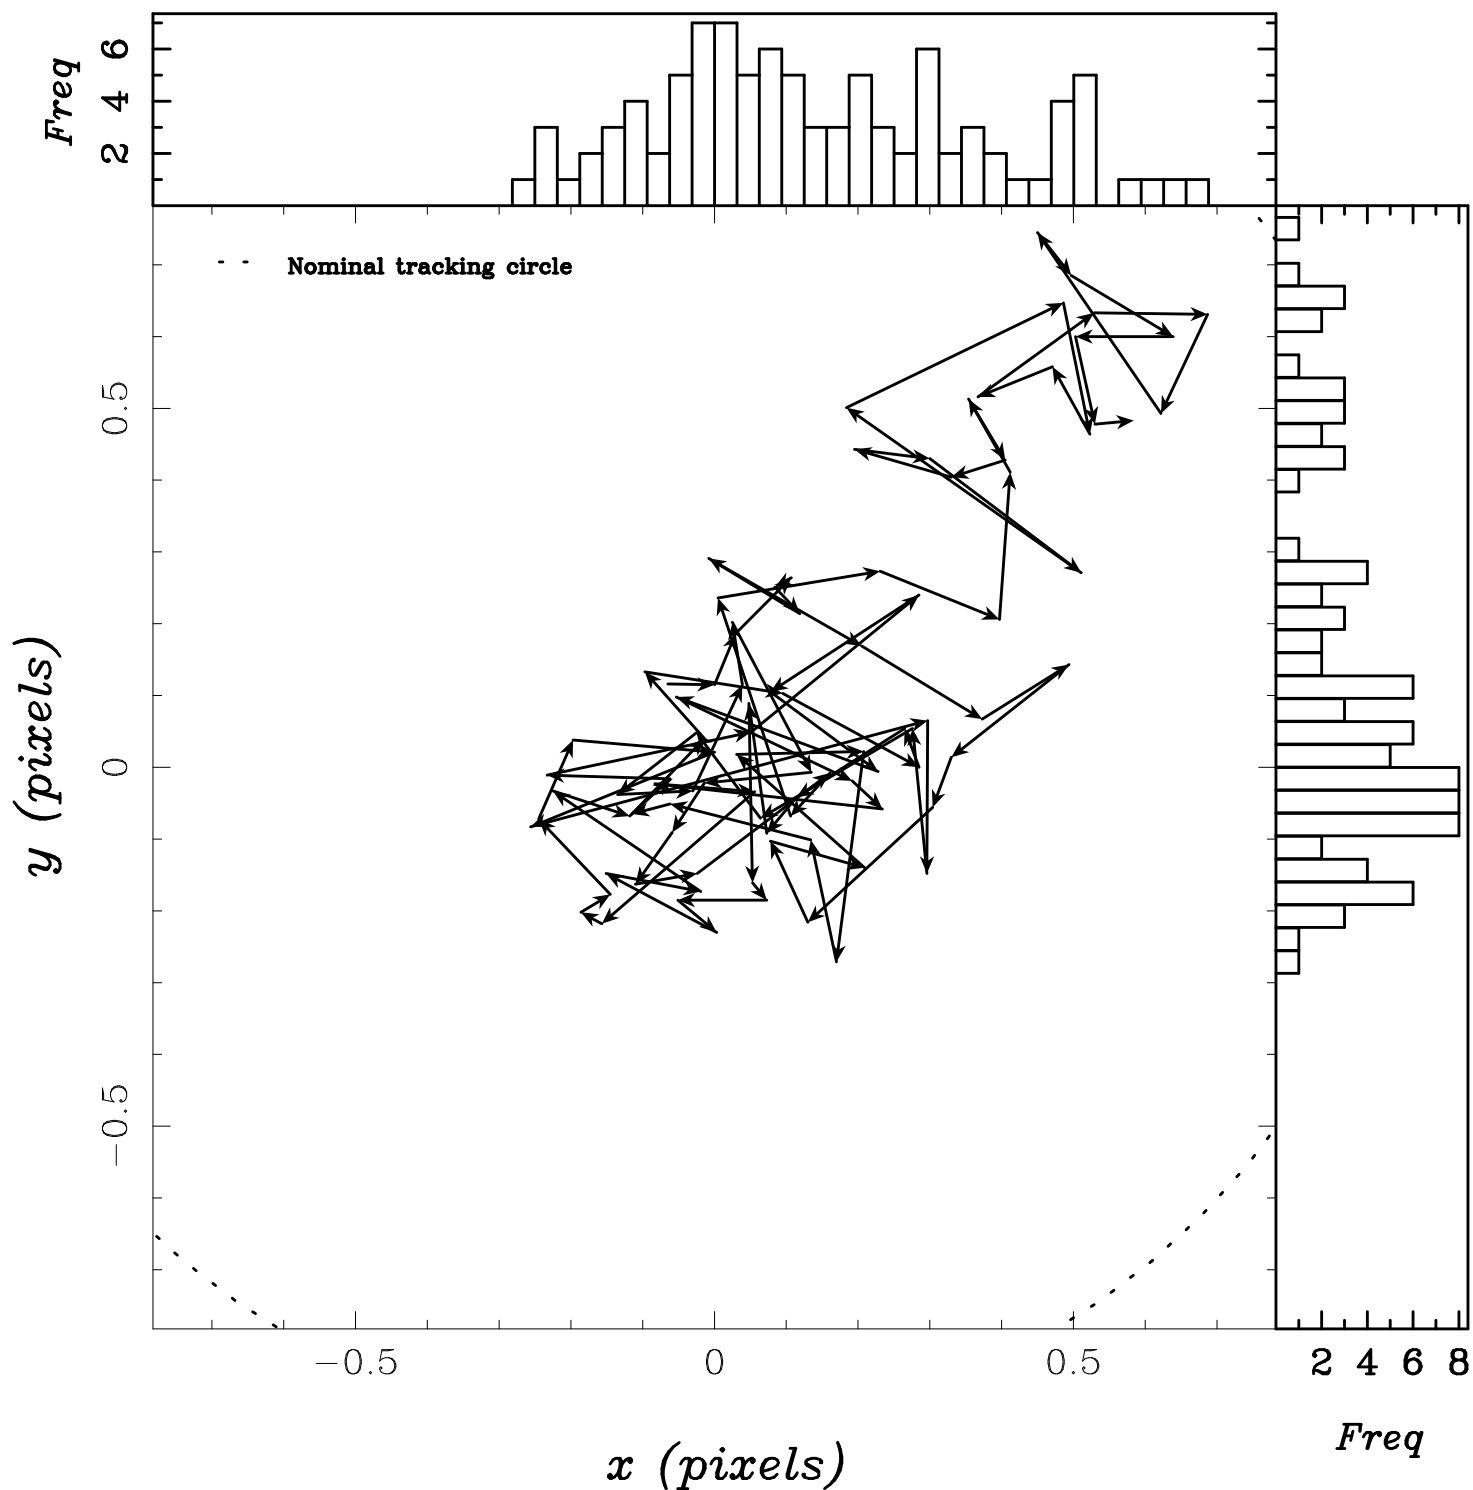 Freq
2 4 6
Nominal tracking circle
y (pixels)
0.5
0
−0.5
−0.5 0 0.5
x (pixels)
2 4 6 8
Freq